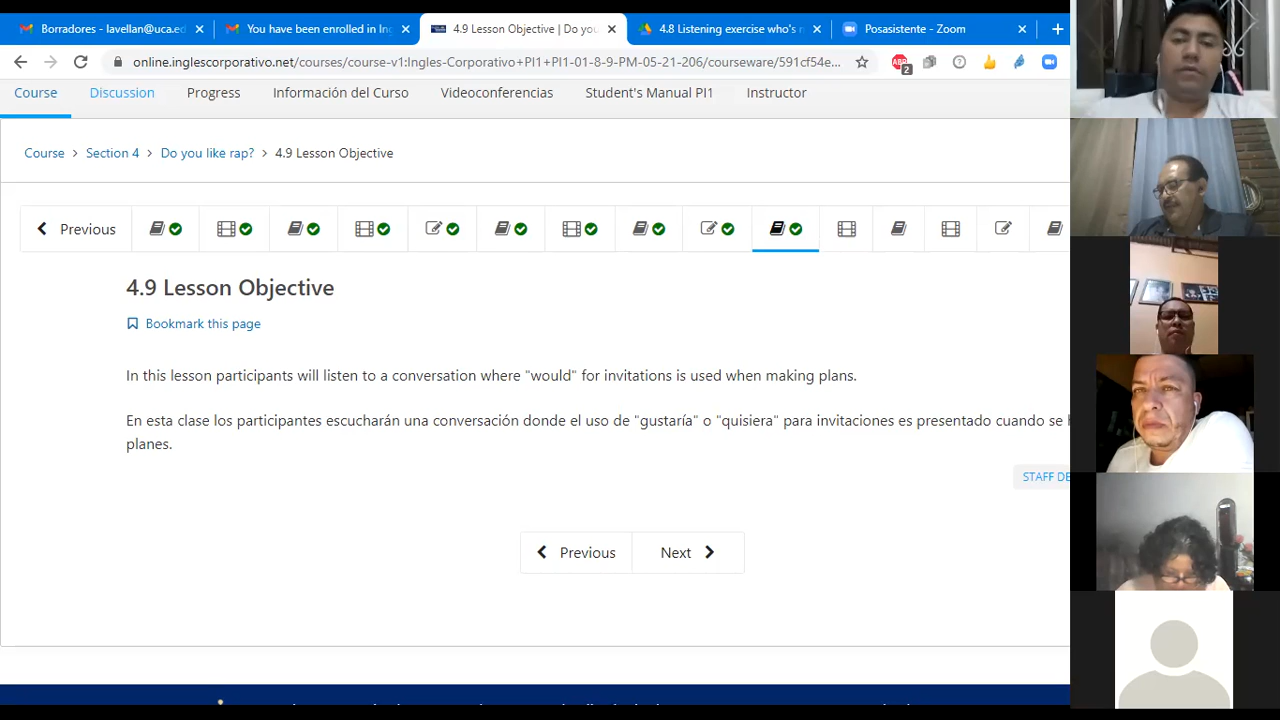 Borradores - lavellan@uca.ed
You have been enrolled in Ing
4.9 Lesson Objective | Do you
4.8 Listening exercise who's n
Posasistente - Zoom
online.inglescorporativo.net/courses/course-v1:Ingles-Corporativo+PI1+PI1-01-8-9-PM-05-21-206/courseware/591cf54e...
ABP
2
Course
Discussion
Progress
Información del Curso
Videoconferencias
Student's Manual PI1
Instructor
Course > Section 4 > Do you like rap? > 4.9 Lesson Objective
Previous
4.9 Lesson Objective
Bookmark this page
In this lesson participants will listen to a conversation where "would" for invitations is used when making plans.
En esta clase los participantes escucharán una conversación donde el uso de "gustaría" o "quisiera" para invitaciones es presentado cuando se
planes.
STAFF DE
Previous
Next